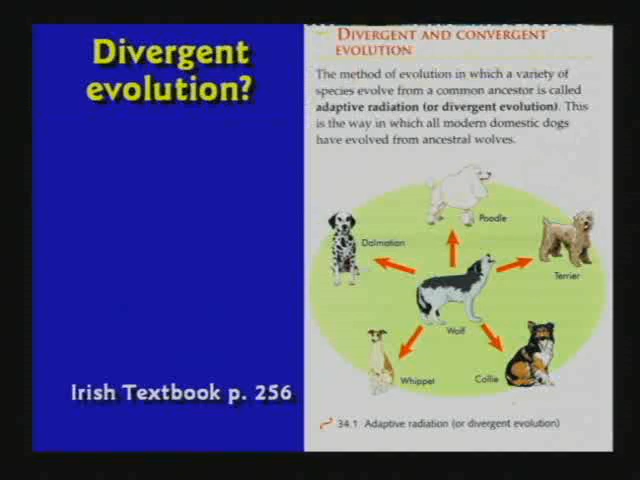 Divergent
evolution?
Irish Textbook p. 256
DIVERGENT AND CONVERGENT
EVOLUTION
The method of evolution in which a variety of
species evolve from a common ancestor is called
adaptive radiation (or divergent evolution). This
is the way in which all modern domestic dogs
have evolved from ancestral wolves.
Poodle
Dalmation
Terrier
Wolf
Whippet
Collie
34.1 Adaptive radiation (or divergent evolution)